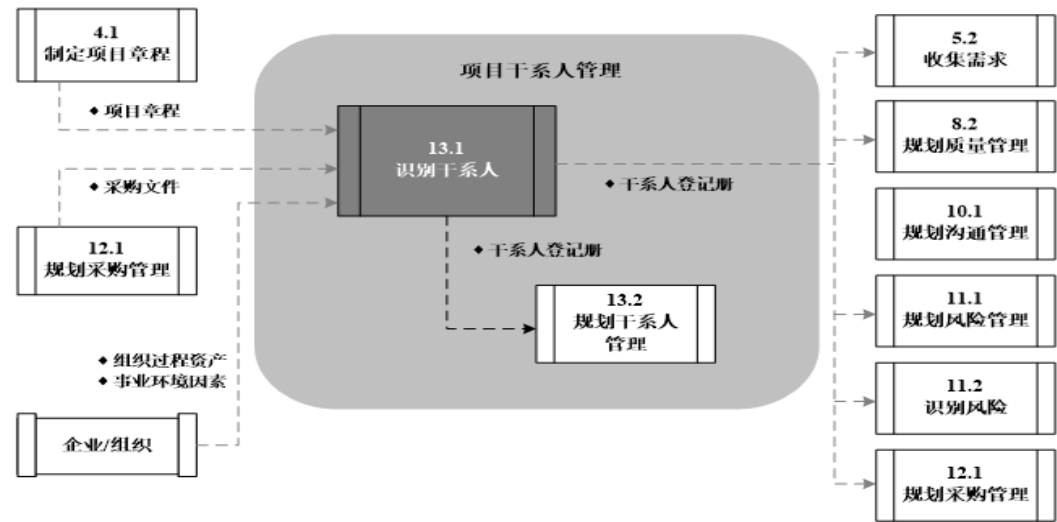 4.1
制定项目章程
◆ 项目章程
◆ 采购文件
12.1
规划采购管理
◆ 组织过程资产
◆ 事业环境因素
企业/组织
项目干系人管理
13.1
识别干系人
◆ 干系人登记册
◆ 干系人登记册
13.2
规划干系人
管理
5.2
收集需求
8.2
规划质量管理
10.1
规划沟通管理
11.1
规划风险管理
11.2
识别风险
12.1
规划采购管理